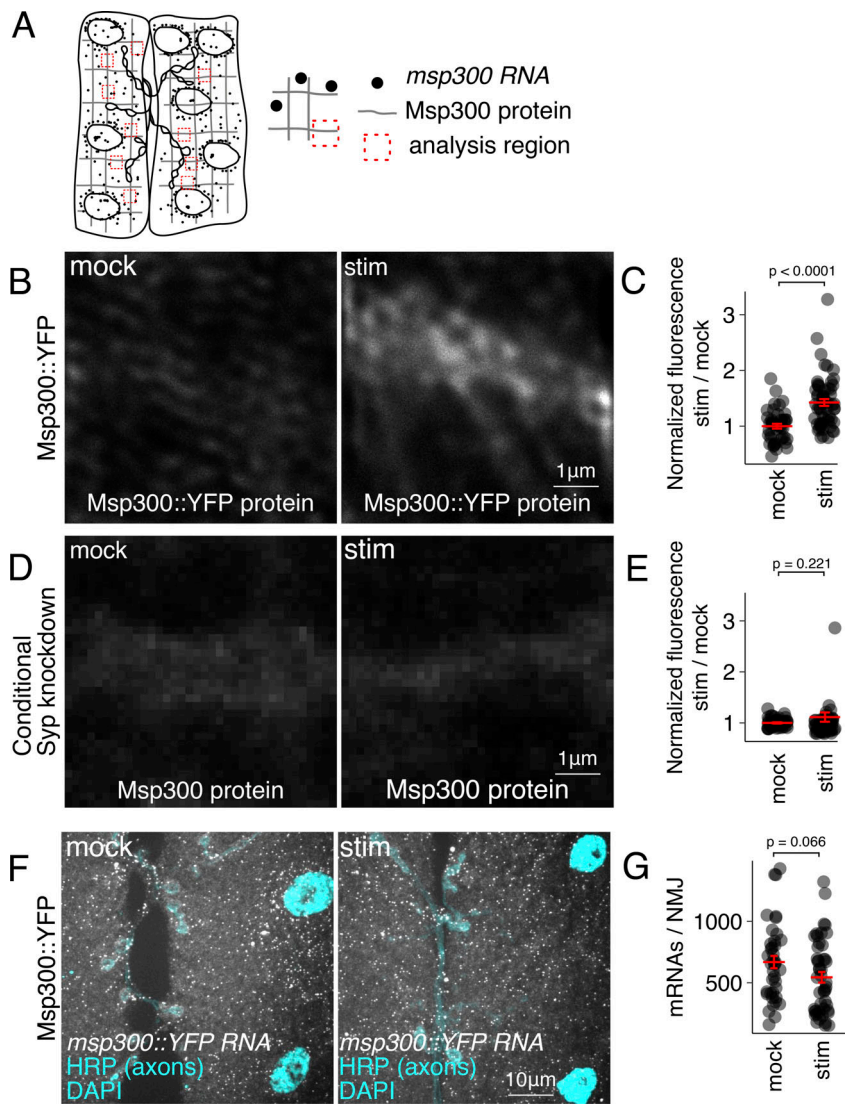 A
msp300 RNA
Msp300 protein
analysis region
B
Msp300::YFP
mock
Msp300::YFP protein
stim
1µm
Msp300::YFP protein
C
Normalized fluorescence
stim / mock
p < 0.0001
3
2
1
mock
stim
D
Conditional
Syp knockdown
mock
Msp300 protein
stim
1µm
Msp300 protein
E
Normalized fluorescence
stim / mock
p = 0.221
3
2
1
mock
stim
F
Msp300::YFP
mock
msp300::YFP RNA
HRP (axons)
DAPI
stim
msp300::YFP RNA
HRP (axons)
DAPI
10µm
G
mRNAs / NMJ
p = 0.066
1000
500
mock
stim